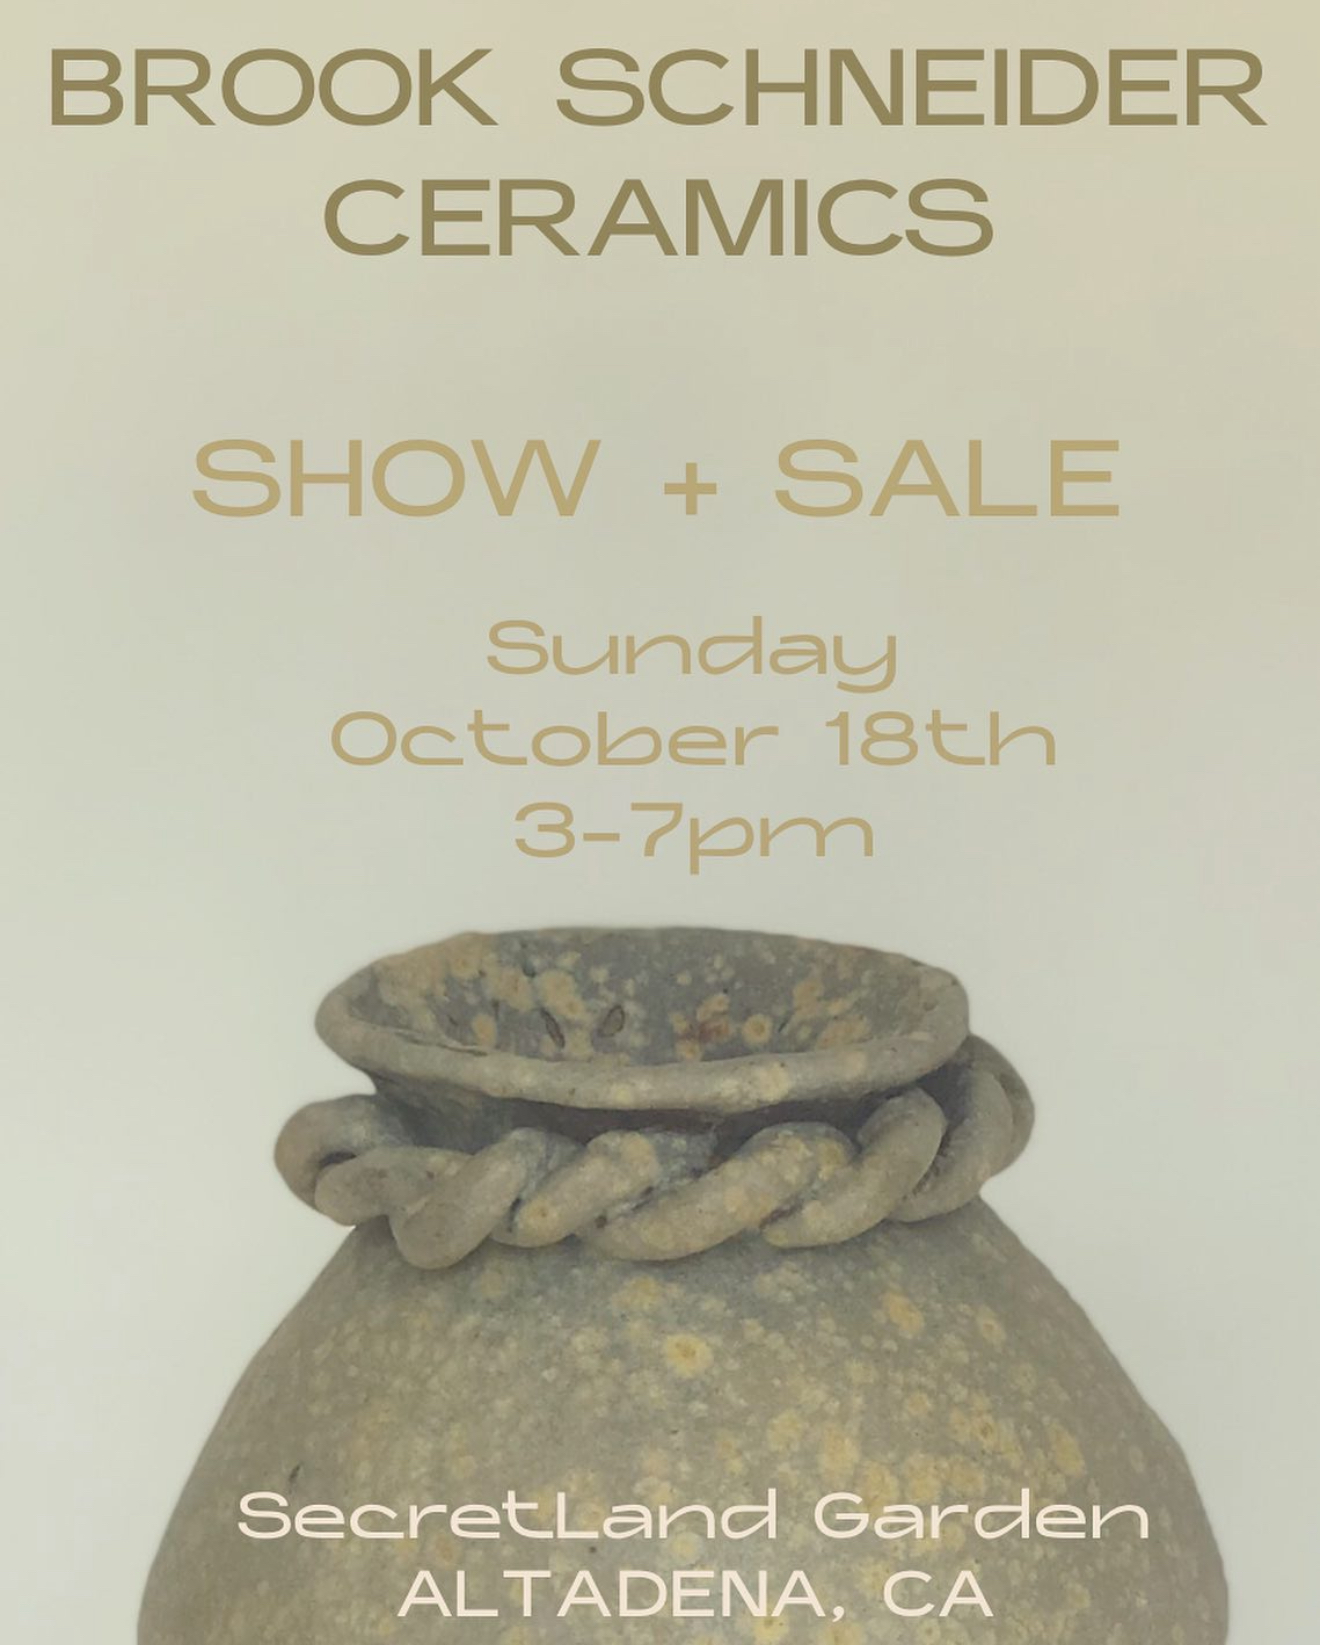 BROOK SCHNEIDER
CERAMICS
SHOW + SALE
Sunday
October 18th
3-7pm
SecretLand Garden
ALTADENA, CA